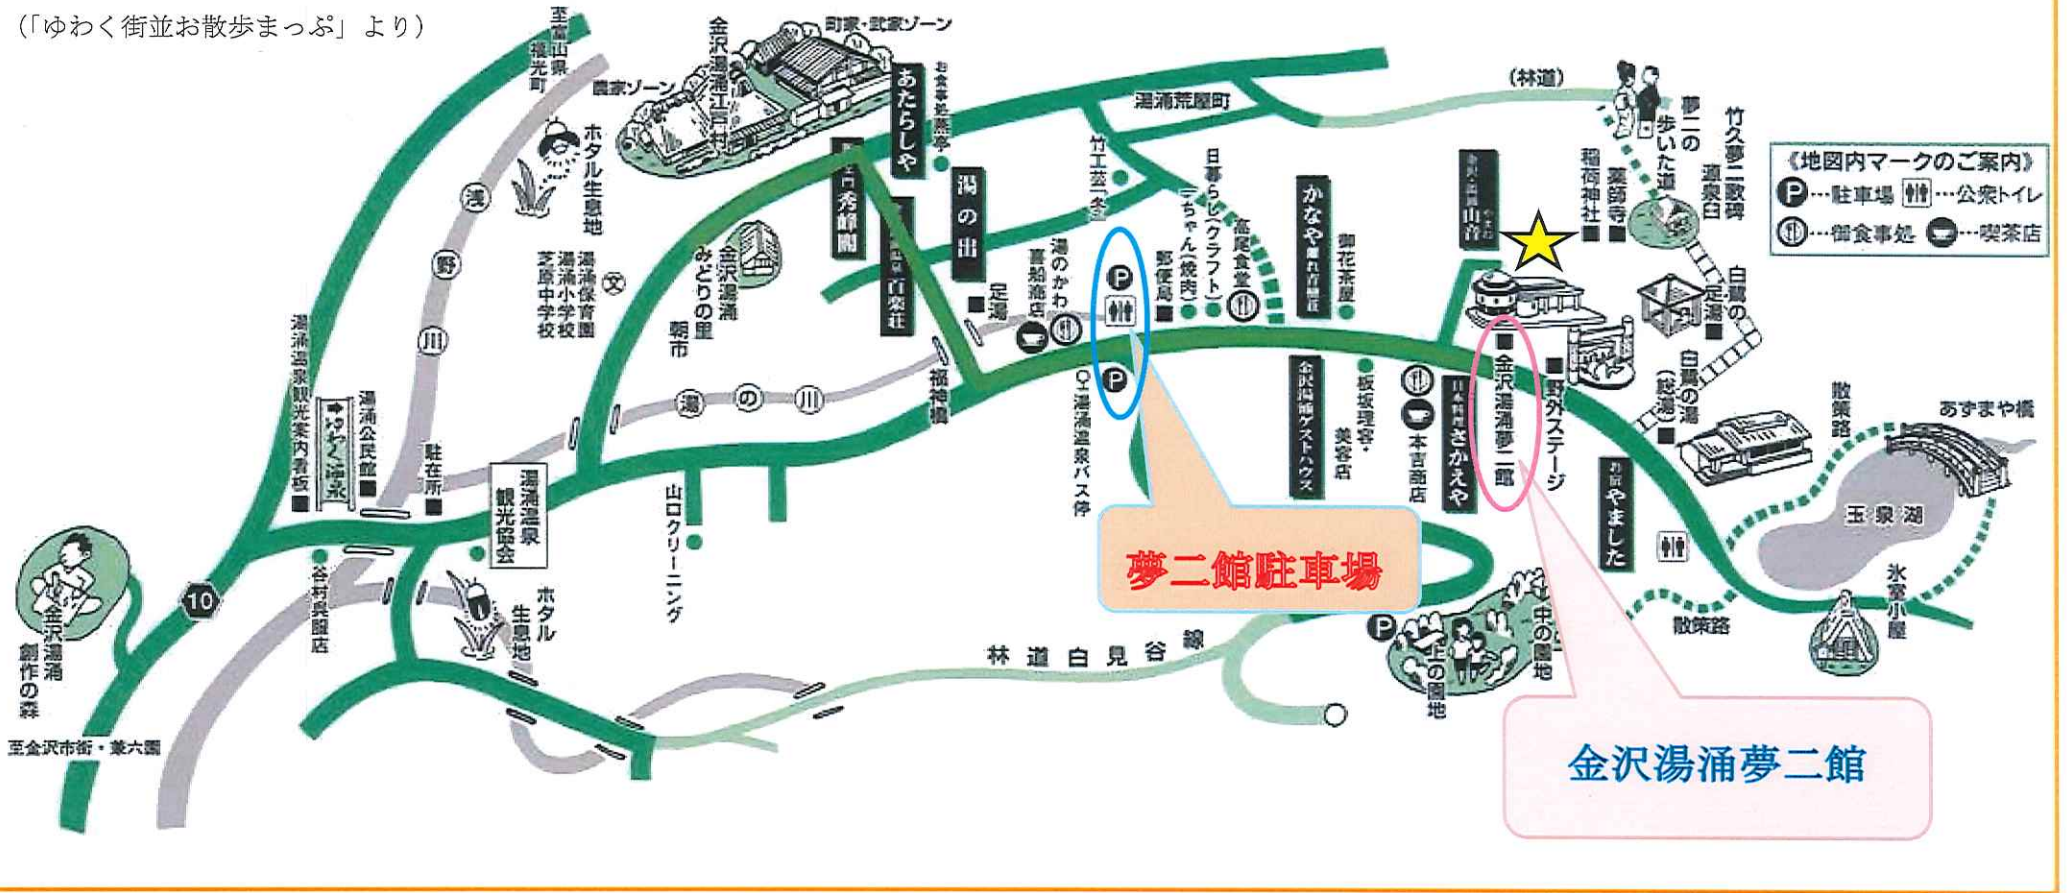 （「ゆわく街並お散歩まっぷ」より）
至富山県
福光町
浅野川
ホタル生息地
農家ゾーン
金沢湯涌江戸村
町家・武家ゾーン
あたらしや
秀峰閣
百楽荘
湯の出
足湯
湯のかわ
喜船商店
湯涌荒屋町
（林道）
夢二の
歩いた道
竹久夢二歌碑
源泉臼
稲荷神社
薬師寺
白鷺の
足湯
白鷺の湯
（総湯）
《地図内マークのご案内》
P…駐車場
…公衆トイレ
…御食事処
…喫茶店
郵便局
日暮らし（クラフト）
高尾食堂
かなや離れ
御花茶屋
山音
やまね
金沢湯涌
みどりの里
朝市
湯涌保育園
湯涌小学校
芝原中学校
文
湯の川
福神橋
湯涌温泉バス停
P
P
金沢湯涌ゲストハウス
板坂理容・
美容店
本吉商店
日本料理 さかえや
金沢湯涌夢二館
野外ステージ
お宿 やました
散策路
あずまや橋
玉泉湖
氷室小屋
散策路
湯涌温泉観光案内看板
ゆわく温泉
湯涌公民館
駐在所
湯涌温泉
観光協会
山口クリーニング
谷村呉服店
ホタル
生息地
10
金沢湯涌
創作の森
至金沢市街・兼六園
林道白見谷線
P
上の園地
中の園地
夢二館駐車場
金沢湯涌夢二館